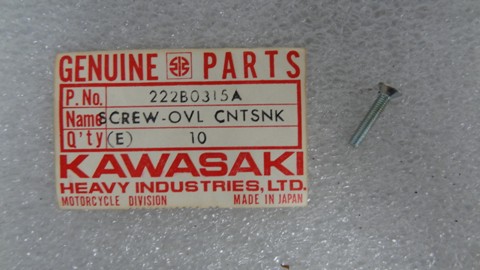 GENUINE PARTS
P. No. 222B0315A
Name SCREW-OVL CNTSNK
Q'ty (E) 10
KAWASAKI
HEAVY INDUSTRIES, LTD.
MOTORCYCLE DIVISION MADE IN JAPAN